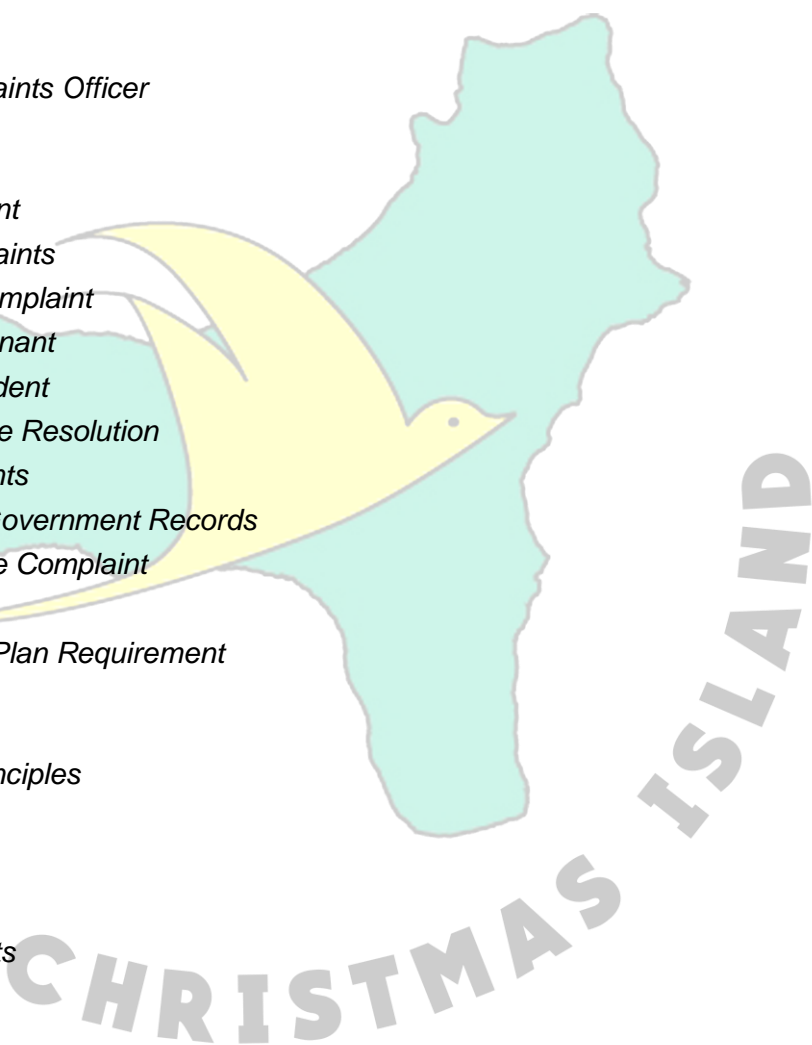 aints Officer
nt
aints
mplaint
nant
dent
e Resolution
nts
Government Records
e Complaint
Plan Requirement
nciples
ts
CHRISTMAS ISLAND